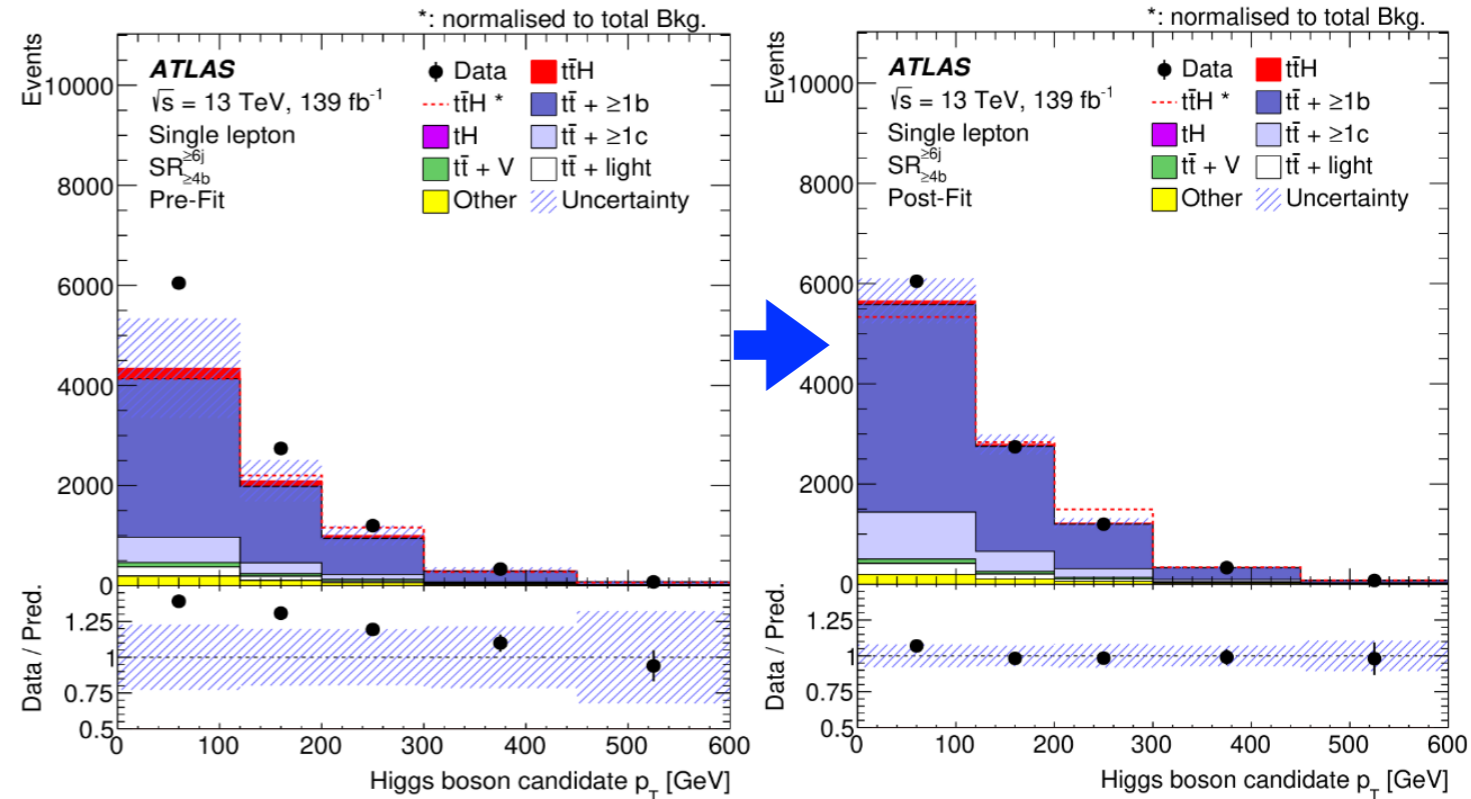 *: normalised to total Bkg.
Events
10000
8000
6000
4000
2000
0
ATLAS
√s = 13 TeV, 139 fb⁻¹
Single lepton
SR≥6j≥4b
Pre-Fit
Data
tt̄H
tt̄H *
tt̄ + ≥1b
tH
tt̄ + ≥1c
tt̄ + V
tt̄ + light
Other
Uncertainty
Data / Pred.
1.25
1
0.75
0.5
0 100 200 300 400 500 600
Higgs boson candidate pT [GeV]
*: normalised to total Bkg.
Events
10000
8000
6000
4000
2000
0
ATLAS
√s = 13 TeV, 139 fb⁻¹
Single lepton
SR≥6j≥4b
Post-Fit
Data
tt̄H
tt̄H *
tt̄ + ≥1b
tH
tt̄ + ≥1c
tt̄ + V
tt̄ + light
Other
Uncertainty
Data / Pred.
1.25
1
0.75
0.5
0 100 200 300 400 500 600
Higgs boson candidate pT [GeV]